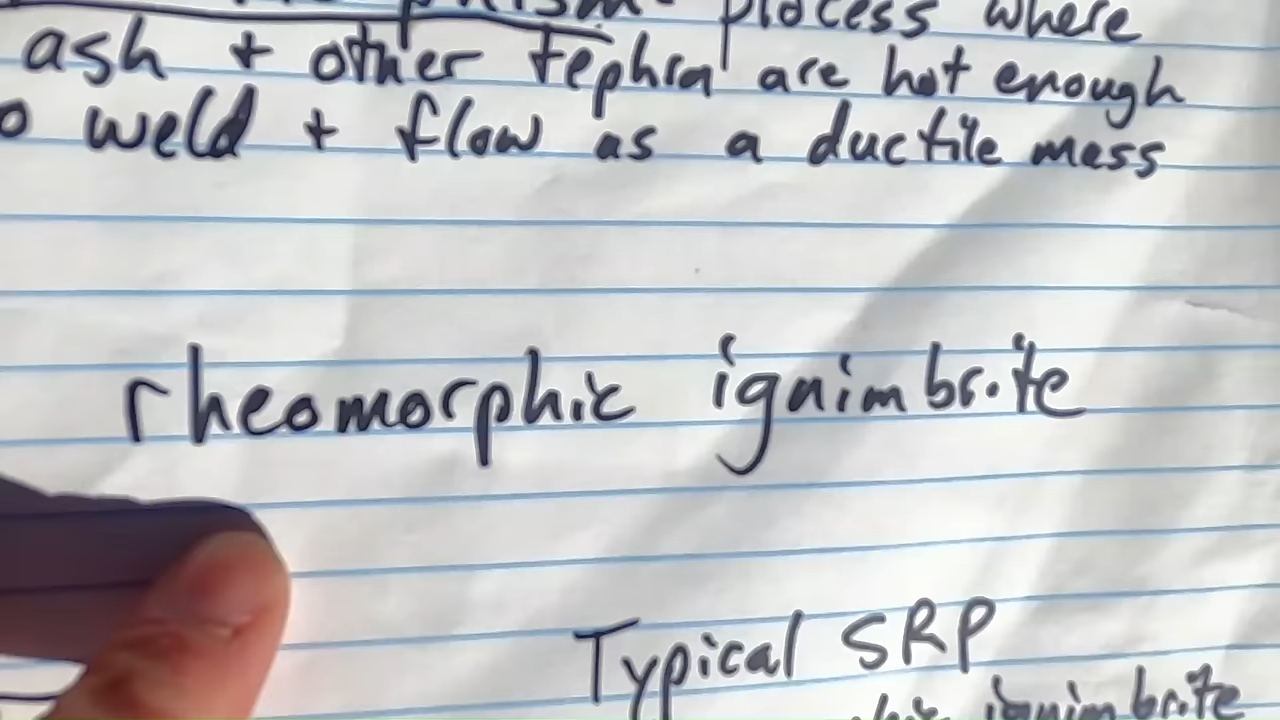 process where
ash + other tephra are hot enough
weld + flow as a ductile mess
rheomorphic ignimbrite
Typical SRP
ignimbrite